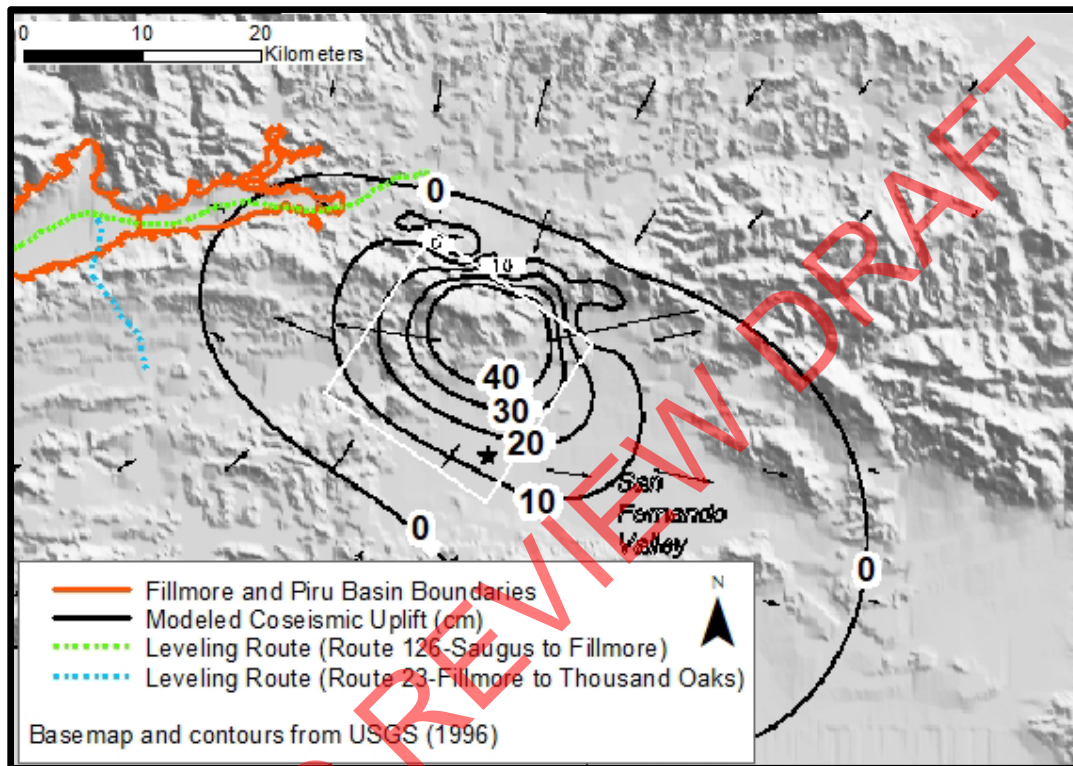 0 10 20
Kilometers
0
0
10
40
30
20
10
San
Fernando
Valley
0
0
N
Fillmore and Piru Basin Boundaries
Modeled Coseismic Uplift (cm)
Leveling Route (Route 126-Saugus to Fillmore)
Leveling Route (Route 23-Fillmore to Thousand Oaks)
Basemap and contours from USGS (1996)
REVIEW DRAFT